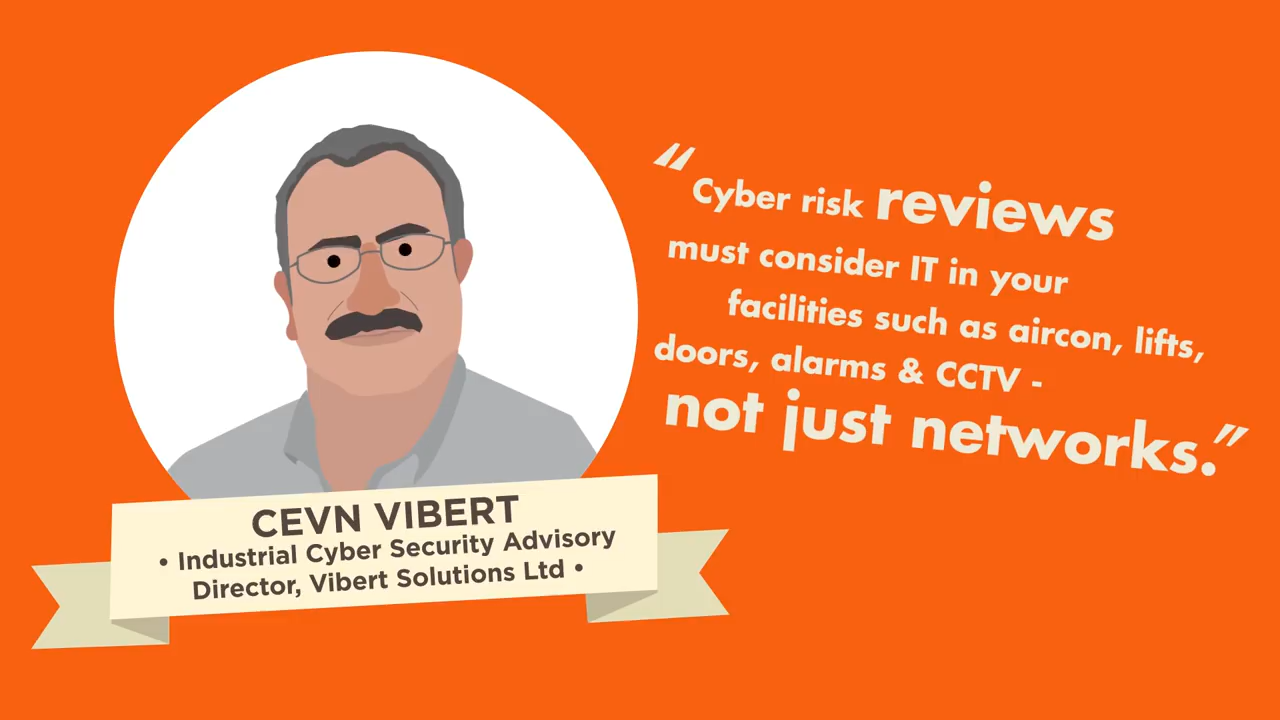 “Cyber risk reviews
must consider IT in your
facilities such as aircon, lifts,
doors, alarms & CCTV -
not just networks.”
CEVN VIBERT
• Industrial Cyber Security Advisory
Director, Vibert Solutions Ltd •